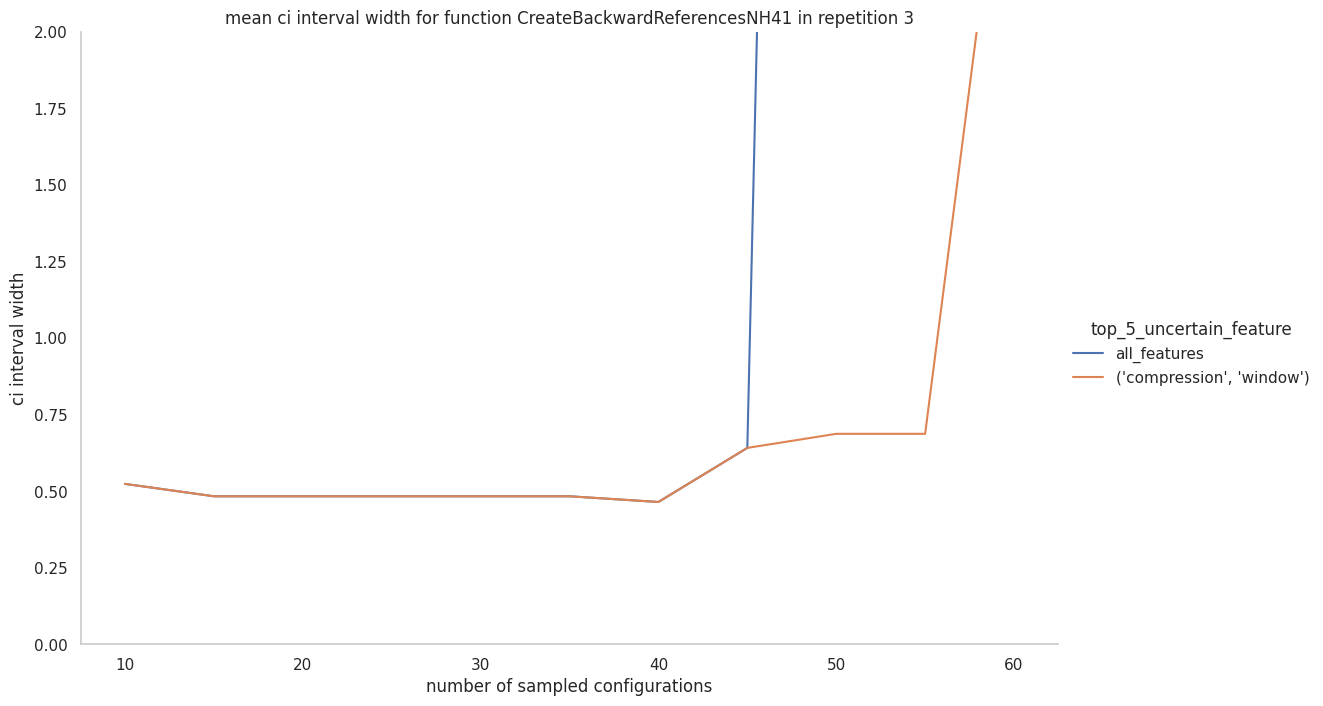 mean ci interval width for function CreateBackwardReferencesNH41 in repetition 3
2.00
1.75
1.50
1.25
1.00
0.75
0.50
0.25
0.00
ci interval width
10
20
30
40
50
60
number of sampled configurations
top_5_uncertain_feature
all_features
('compression', 'window')